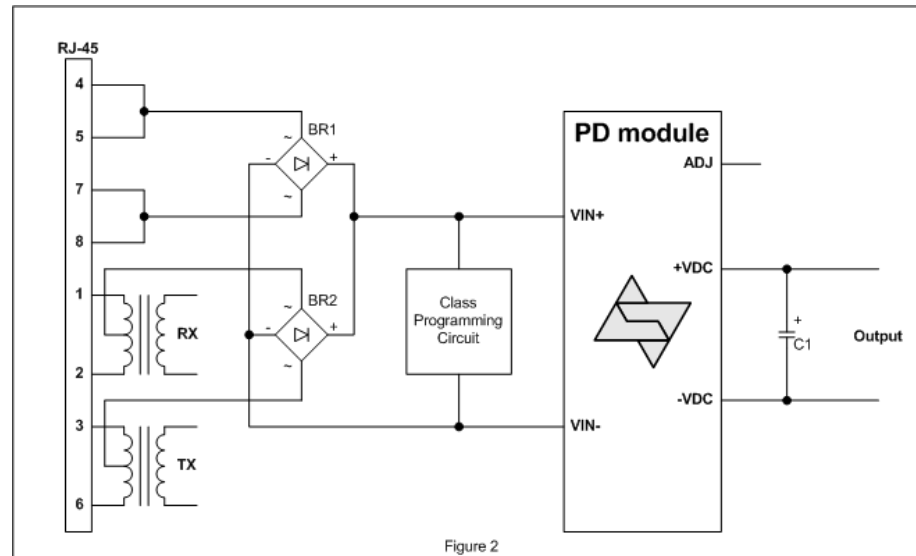 RJ-45
4
5
7
8
1
2
3
6
RX
TX
~
BR1
-
+
~
~
BR2
-
+
~
Class
Programming
Circuit
PD module
ADJ
VIN+
+VDC
-VDC
VIN-
+
C1
Output
Figure 2